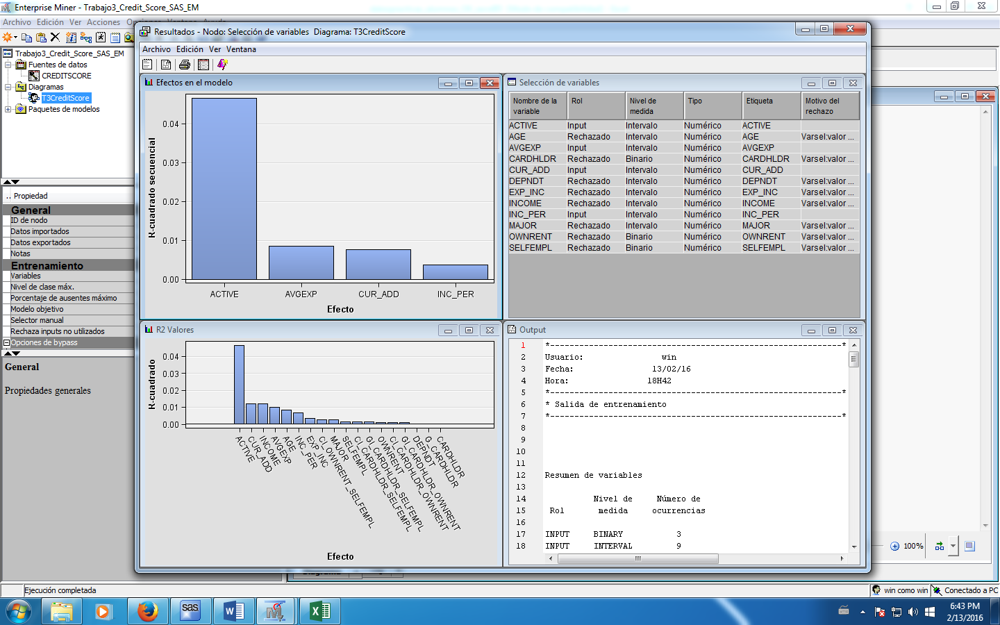 Enterprise Miner - Trabajo3_Credit_Score_SAS_EM
Archivo Edición Ver Acciones
Trabajo3_Credit_Score_SAS_EM
Fuentes de datos
CREDITSCORE
Diagramas
T3CreditScore
Paquetes de modelos
.. Propiedad
General
ID de nodo
Datos importados
Datos exportados
Notas
Entrenamiento
Variables
Nivel de clase máx.
Porcentaje de ausentes máximo
Modelo objetivo
Selector manual
Rechaza inputs no utilizados
Opciones de bypass
General
Propiedades generales
Resultados - Nodo: Selección de variables Diagrama: T3CreditScore
Archivo Edición Ver Ventana
Efectos en el modelo
R-cuadrado secuencial
0.04
0.03
0.02
0.01
0.00
ACTIVE AVGEXP CUR_ADD INC_PER
Efecto
Selección de variables
Nombre de la variable Rol Nivel de medida Tipo Etiqueta Motivo del rechazo
ACTIVE Input Intervalo Numérico ACTIVE
AGE Rechazado Intervalo Numérico AGE Varsel:valor ...
AVGEXP Input Intervalo Numérico AVGEXP
CARDHLDR Rechazado Binario Numérico CARDHLDR Varsel:valor ...
CUR_ADD Input Intervalo Numérico CUR_ADD
DEPNDT Rechazado Intervalo Numérico DEPNDT Varsel:valor ...
EXP_INC Rechazado Intervalo Numérico EXP_INC Varsel:valor ...
INCOME Rechazado Intervalo Numérico INCOME Varsel:valor ...
INC_PER Input Intervalo Numérico INC_PER
MAJOR Rechazado Intervalo Numérico MAJOR Varsel:valor ...
OWNRENT Rechazado Binario Numérico OWNRENT Varsel:valor ...
SELFEMPL Rechazado Binario Numérico SELFEMPL Varsel:valor ...
R2 Valores
R-cuadrado
0.04
0.03
0.02
0.01
0.00
ACTIVE
CUR_ADD
INCOME
AVGEXP
AGE
INC_PER
EXP_INC
CI_OWNRENT_SELFEMPL
MAJOR
SELFEMPL
CI_CARDHLDR_SELFEMPL
GI_CARDHLDR_SELFEMPL
OWNRENT
CI_CARDHLDR_OWNRENT
GI_CARDHLDR_OWNRENT
DEPNDT
G_CARDHLDR
CARDHLDR
Efecto
Output
1 *------------------------------------------------------------*
2 Usuario: win
3 Fecha: 13/02/16
4 Hora: 18H42
5 *------------------------------------------------------------*
6 * Salida de entrenamiento
7 *------------------------------------------------------------*
8
9
10
11
12 Resumen de variables
13
14 Nivel de Número de
15 Rol medida ocurrencias
16
17 INPUT BINARY 3
18 INPUT INTERVAL 9
100%
Ejecución completada
win como win
Conectado a PC
6:43 PM
2/13/2016